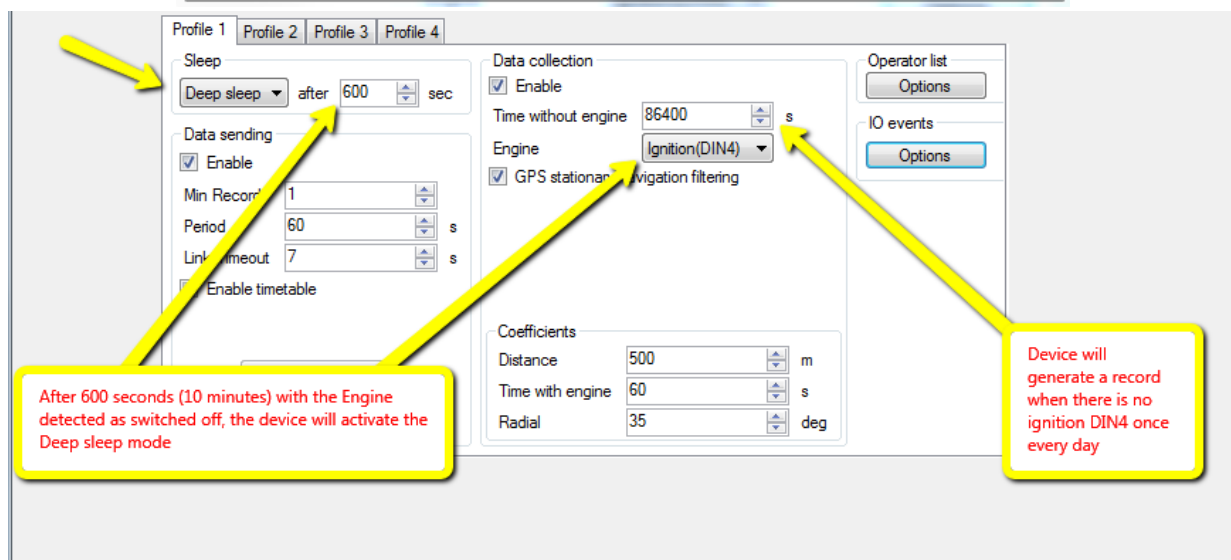 Profile 1 Profile 2 Profile 3 Profile 4
Sleep
Deep sleep after 600 sec
Data sending
Enable
Min Record 1
Period 60 s
Link Timeout 7 s
Enable timetable
Data collection
Enable
Time without engine 86400 s
Engine Ignition(DIN4)
GPS stationary navigation filtering
Coefficients
Distance 500 m
Time with engine 60 s
Radial 35 deg
Operator list
Options
IO events
Options
After 600 seconds (10 minutes) with the Engine
detected as switched off, the device will activate the
Deep sleep mode
Device will
generate a record
when there is no
ignition DIN4 once
every day